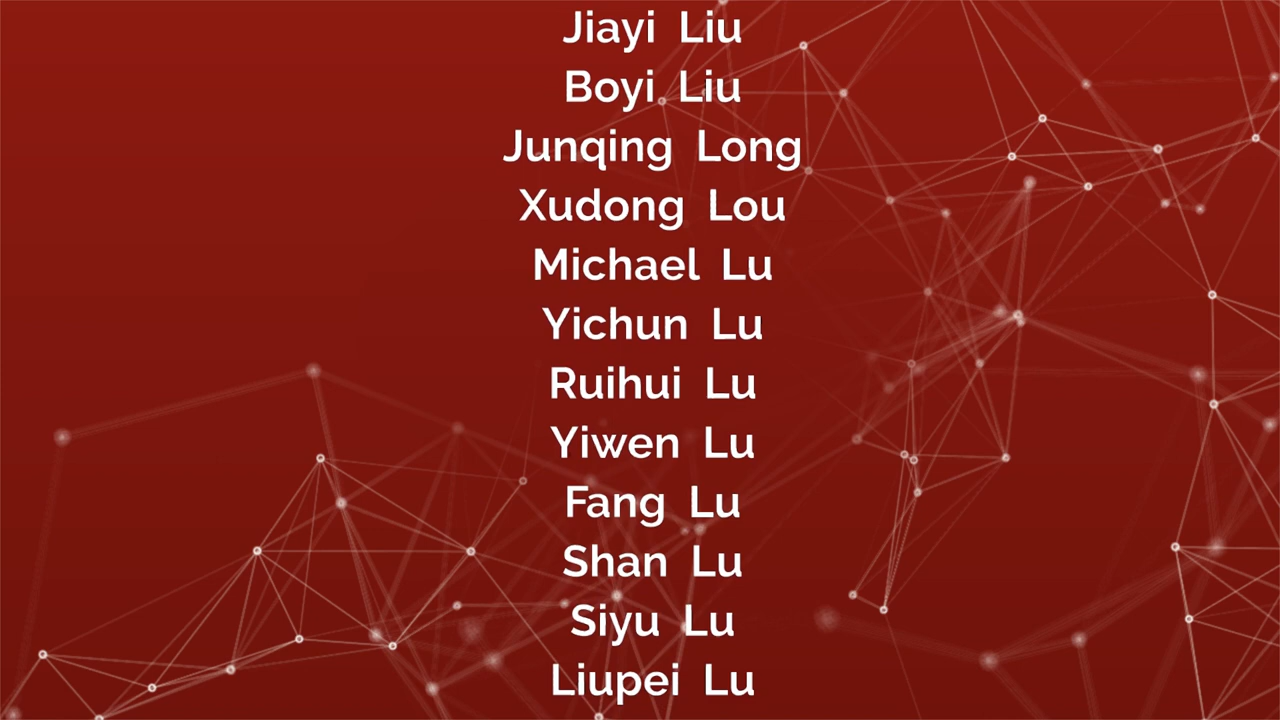 Jiayi Liu
Boyi Liu
Junqing Long
Xudong Lou
Michael Lu
Yichun Lu
Ruihui Lu
Yiwen Lu
Fang Lu
Shan Lu
Siyu Lu
Liupei Lu